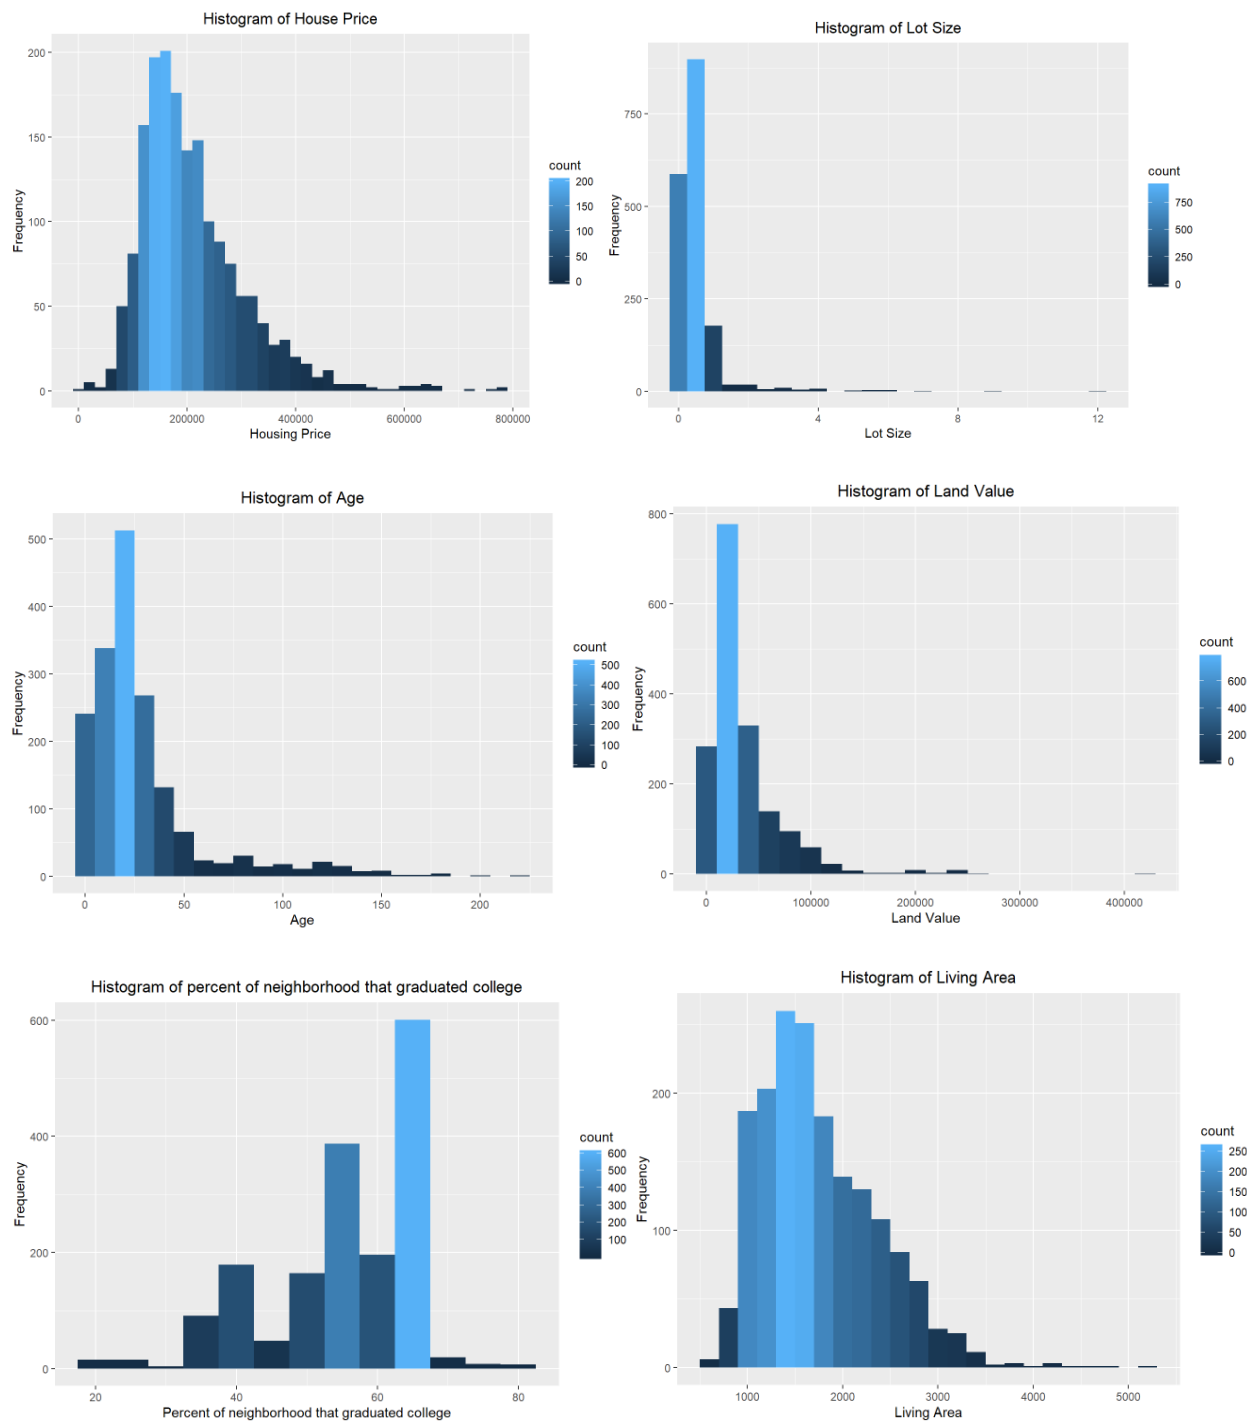 Histogram of House Price
200
150
100
50
0
Frequency
0 200000 400000 600000 800000
Housing Price
count
200
150
100
50
0
Histogram of Lot Size
750
500
250
0
Frequency
0 4 8 12
Lot Size
count
750
500
250
0
Histogram of Age
500
400
300
200
100
0
Frequency
0 50 100 150 200
Age
count
500
400
300
200
100
0
Histogram of Land Value
800
600
400
200
0
Frequency
0 100000 200000 300000 400000
Land Value
count
600
400
200
0
Histogram of percent of neighborhood that graduated college
600
400
200
0
Frequency
20 40 60 80
Percent of neighborhood that graduated college
count
600
500
400
300
200
100
Histogram of Living Area
200
100
0
Frequency
1000 2000 3000 4000 5000
Living Area
count
250
200
150
100
50
0